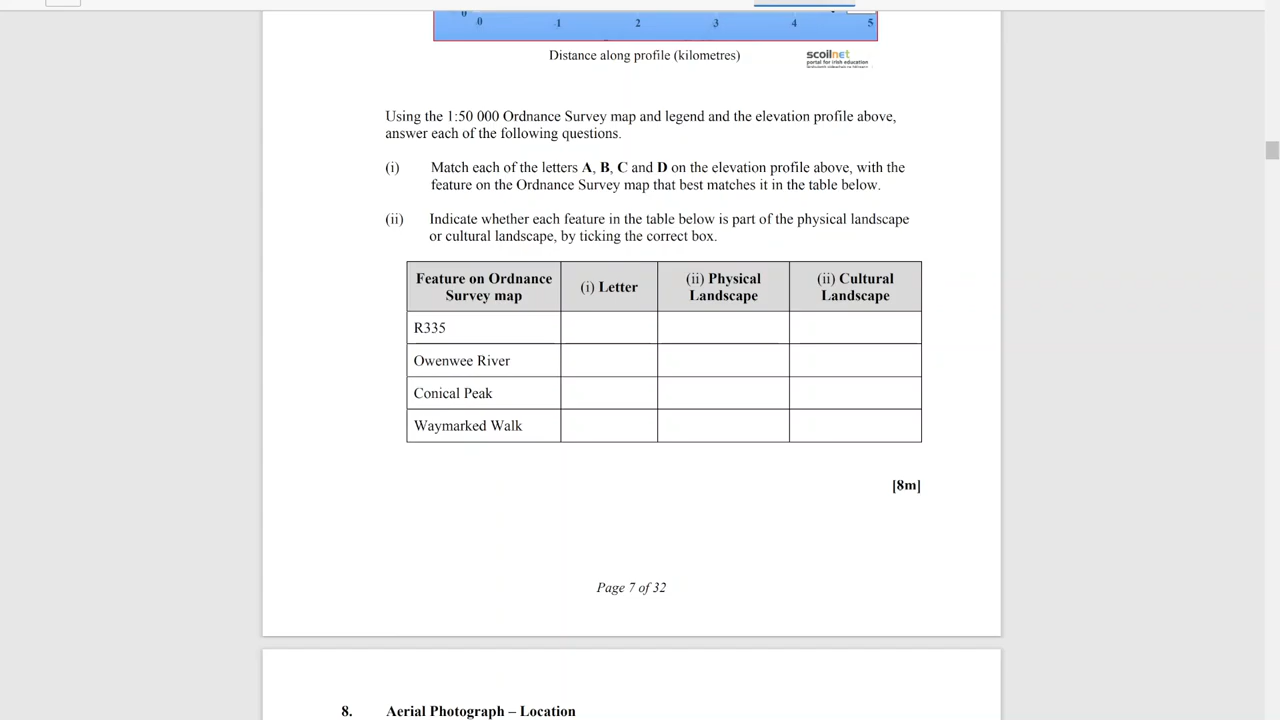 0
.0
.1
2
.3
4
5
Distance along profile (kilometres)
scoilnet
portal for irish education
Using the 1:50 000 Ordnance Survey map and legend and the elevation profile above,
answer each of the following questions.
(i) Match each of the letters A, B, C and D on the elevation profile above, with the
feature on the Ordnance Survey map that best matches it in the table below.
(ii) Indicate whether each feature in the table below is part of the physical landscape
or cultural landscape, by ticking the correct box.
Feature on Ordnance
Survey map
(i) Letter
(ii) Physical
Landscape
(ii) Cultural
Landscape
R335
Owenwee River
Conical Peak
Waymarked Walk
[8m]
Page 7 of 32
8. Aerial Photograph – Location